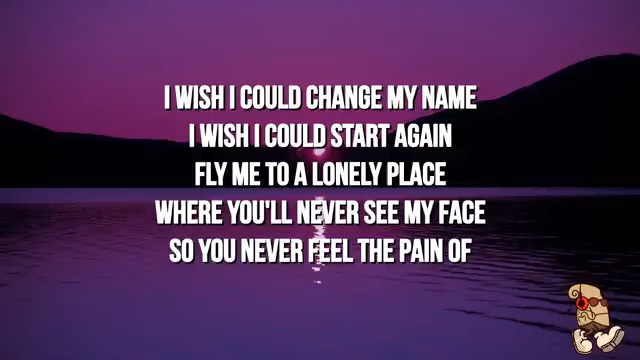 I WISH I COULD CHANGE MY NAME
I WISH I COULD START AGAIN
FLY ME TO A LONELY PLACE
WHERE YOU'LL NEVER SEE MY FACE
SO YOU NEVER FEEL THE PAIN OF